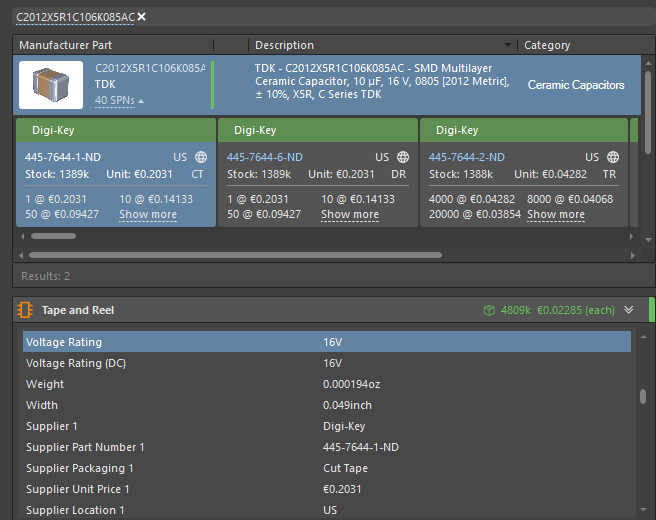 C2012X5R1C106K085AC
Manufacturer Part Description Category
C2012X5R1C106K085A
TDK
40 SPNs
TDK - C2012X5R1C106K085AC - SMD Multilayer
Ceramic Capacitor, 10 µF, 16 V, 0805 [2012 Metric],
± 10%, X5R, C Series TDK
Ceramic Capacitors
Digi-Key
445-7644-1-ND US
Stock: 1389k Unit: €0.2031 CT
1 @ €0.2031 10 @ €0.14133
50 @ €0.09427 Show more
Digi-Key
445-7644-6-ND US
Stock: 1389k Unit: €0.2031 DR
1 @ €0.2031 10 @ €0.14133
50 @ €0.09427 Show more
Digi-Key
445-7644-2-ND US
Stock: 1388k Unit: €0.04282 TR
4000 @ €0.04282 8000 @ €0.04068
20000 @ €0.03854 Show more
Results: 2
Tape and Reel 4809k €0.02285 (each)
Voltage Rating 16V
Voltage Rating (DC) 16V
Weight 0.000194oz
Width 0.049inch
Supplier 1 Digi-Key
Supplier Part Number 1 445-7644-1-ND
Supplier Packaging 1 Cut Tape
Supplier Unit Price 1 €0.2031
Supplier Location 1 US